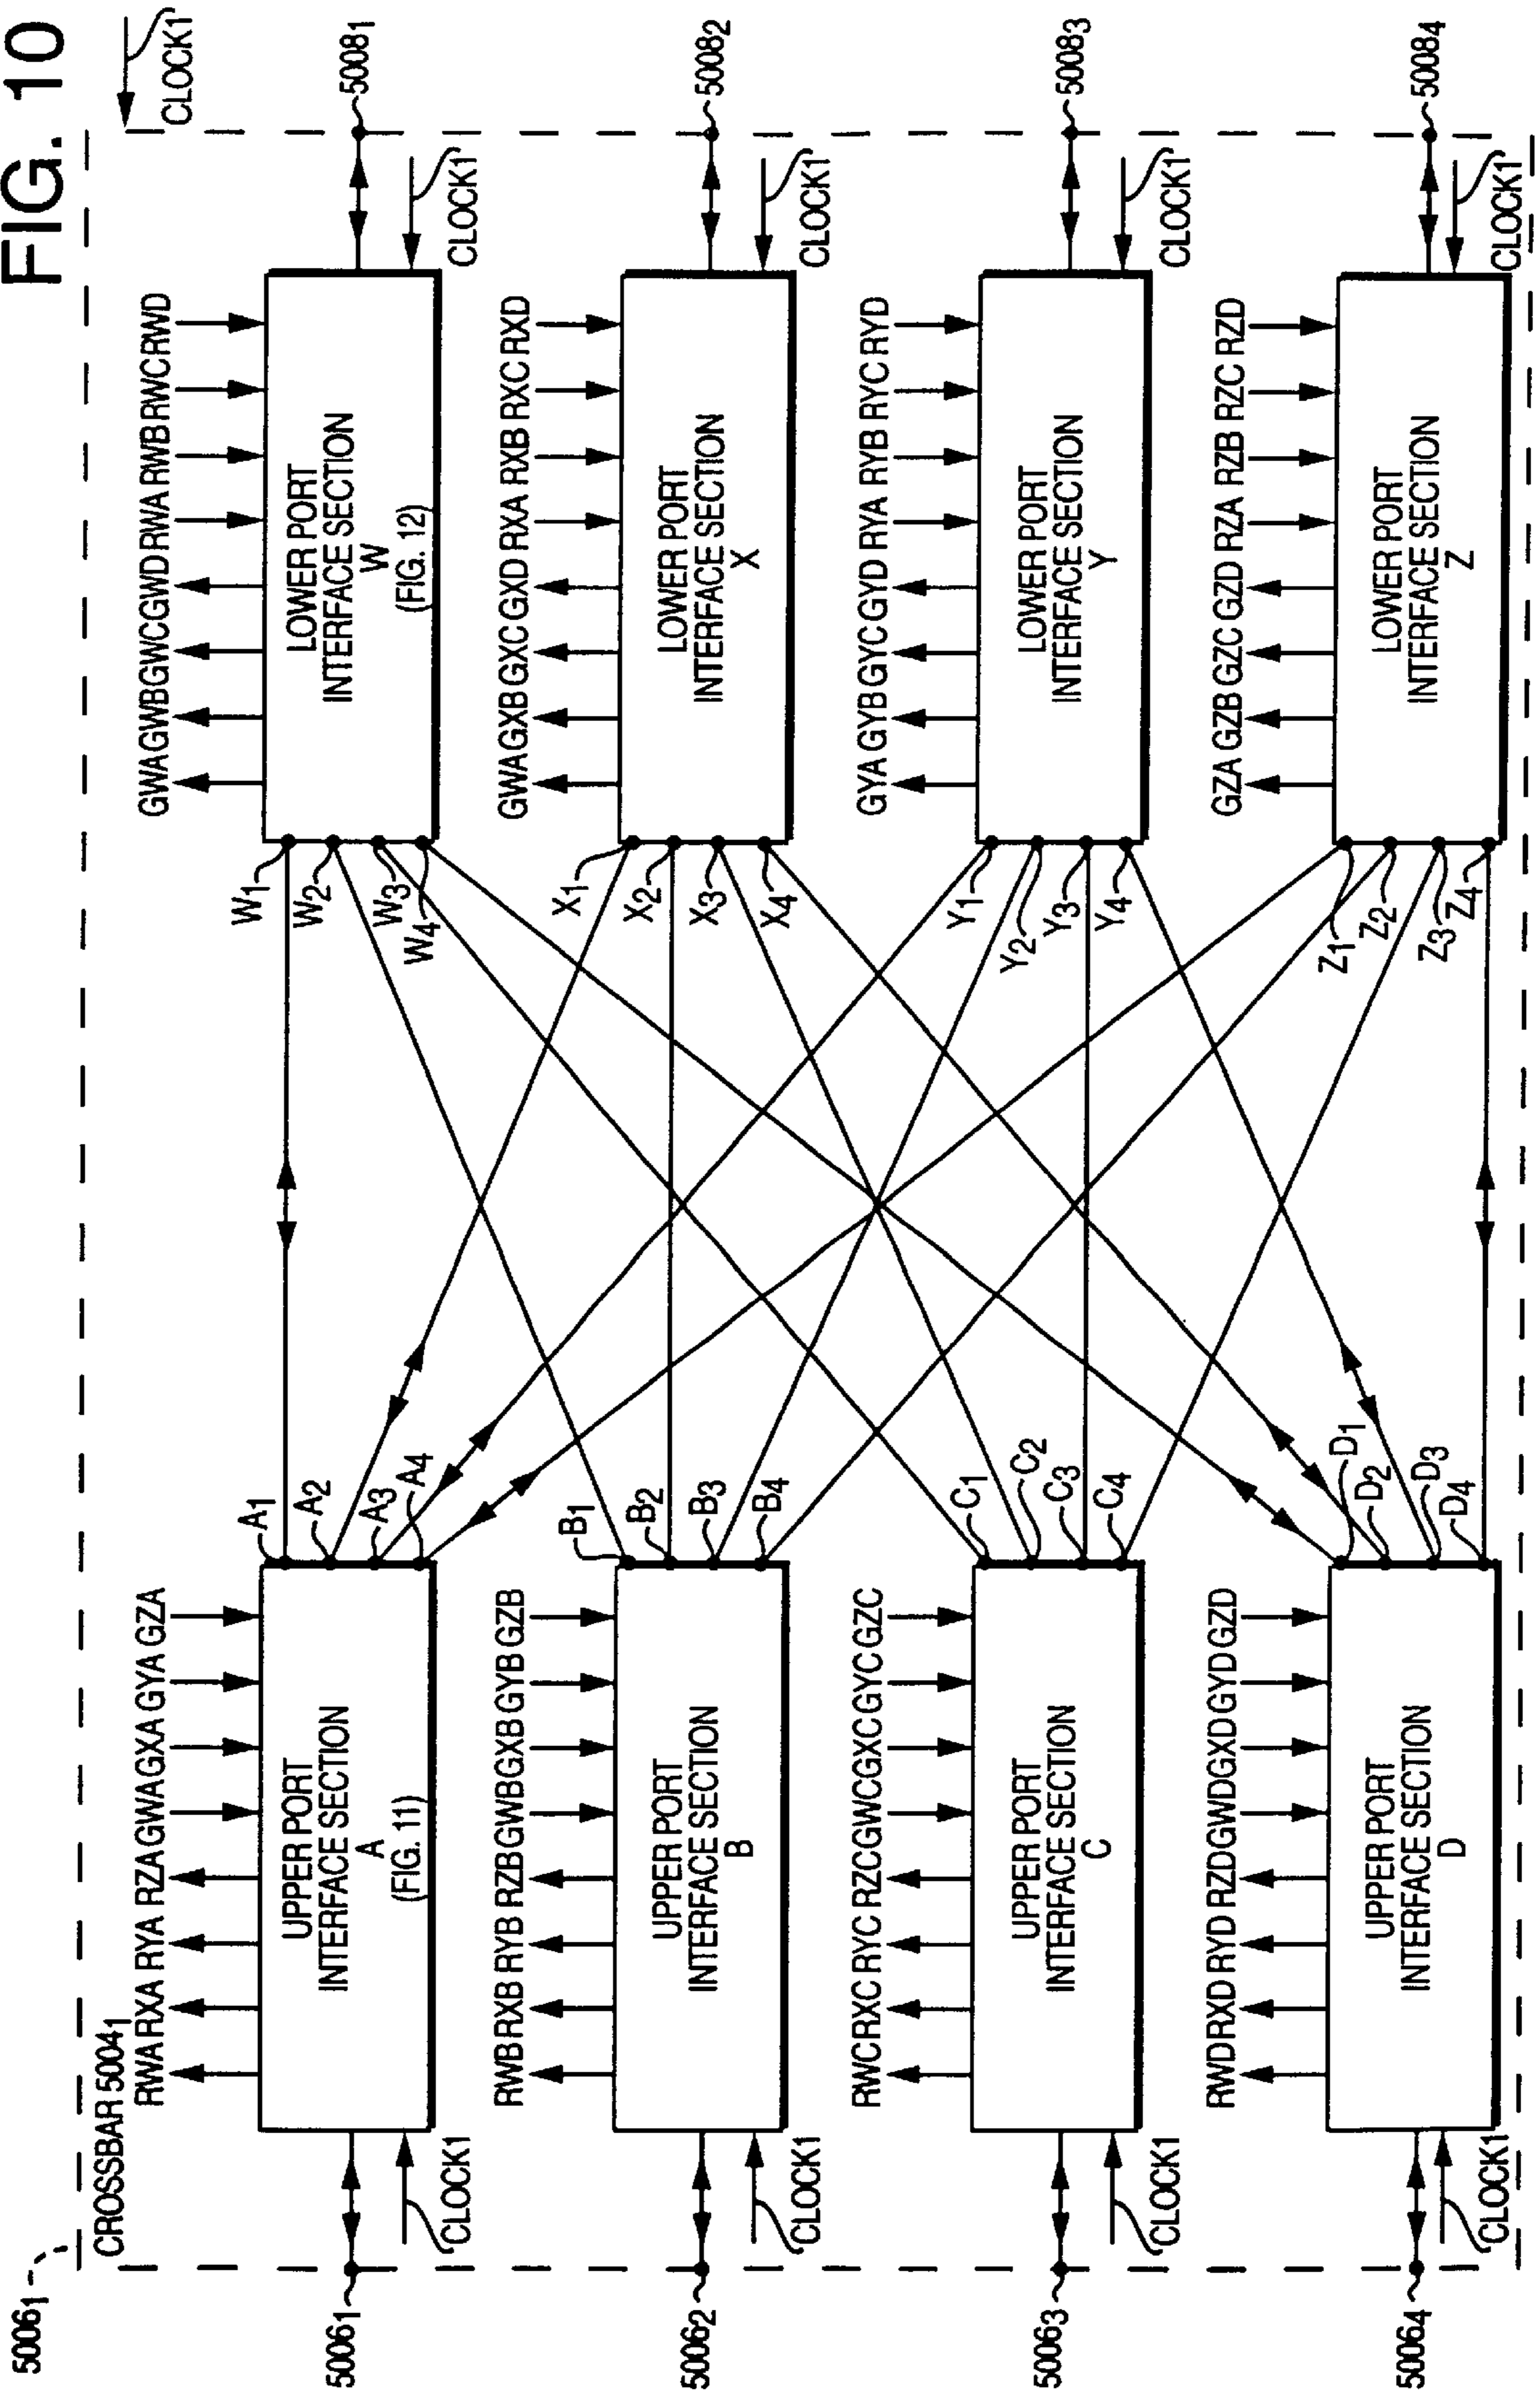 FIG. 10
50061
CROSSBAR 50041
CLOCK1
RWA RXA RYA RZA GWA GXA GYA GZA
GWA GWB GWC GWD RWA RWB RWC RWD
50061
CLOCK1
UPPER PORT
INTERFACE SECTION
A
(FIG. 11)
A1
A2
A3
A4
W1
W2
W3
W4
LOWER PORT
INTERFACE SECTION
W
(FIG. 12)
CLOCK1
50081
RWB RXB RYB RZB GWB GXB GYB GZB
GWA GXB GXC GXD RXA RXB RXC RXD
50062
CLOCK1
UPPER PORT
INTERFACE SECTION
B
B1
B2
B3
B4
X1
X2
X3
X4
LOWER PORT
INTERFACE SECTION
X
CLOCK1
50082
RWC RXC RYC RZC GWC GXC GYC GZC
GYA GYB GYC GYD RYA RYB RYC RYD
50063
CLOCK1
UPPER PORT
INTERFACE SECTION
C
C1
C2
C3
C4
Y1
Y2
Y3
Y4
LOWER PORT
INTERFACE SECTION
Y
CLOCK1
50083
RWD RXD RYD RZD GWD GXD GYD GZD
GZA GZB GZC GZD RZA RZB RZC RZD
50064
CLOCK1
UPPER PORT
INTERFACE SECTION
D
D1
D2
D3
D4
Z1
Z2
Z3
Z4
LOWER PORT
INTERFACE SECTION
Z
CLOCK1
50084